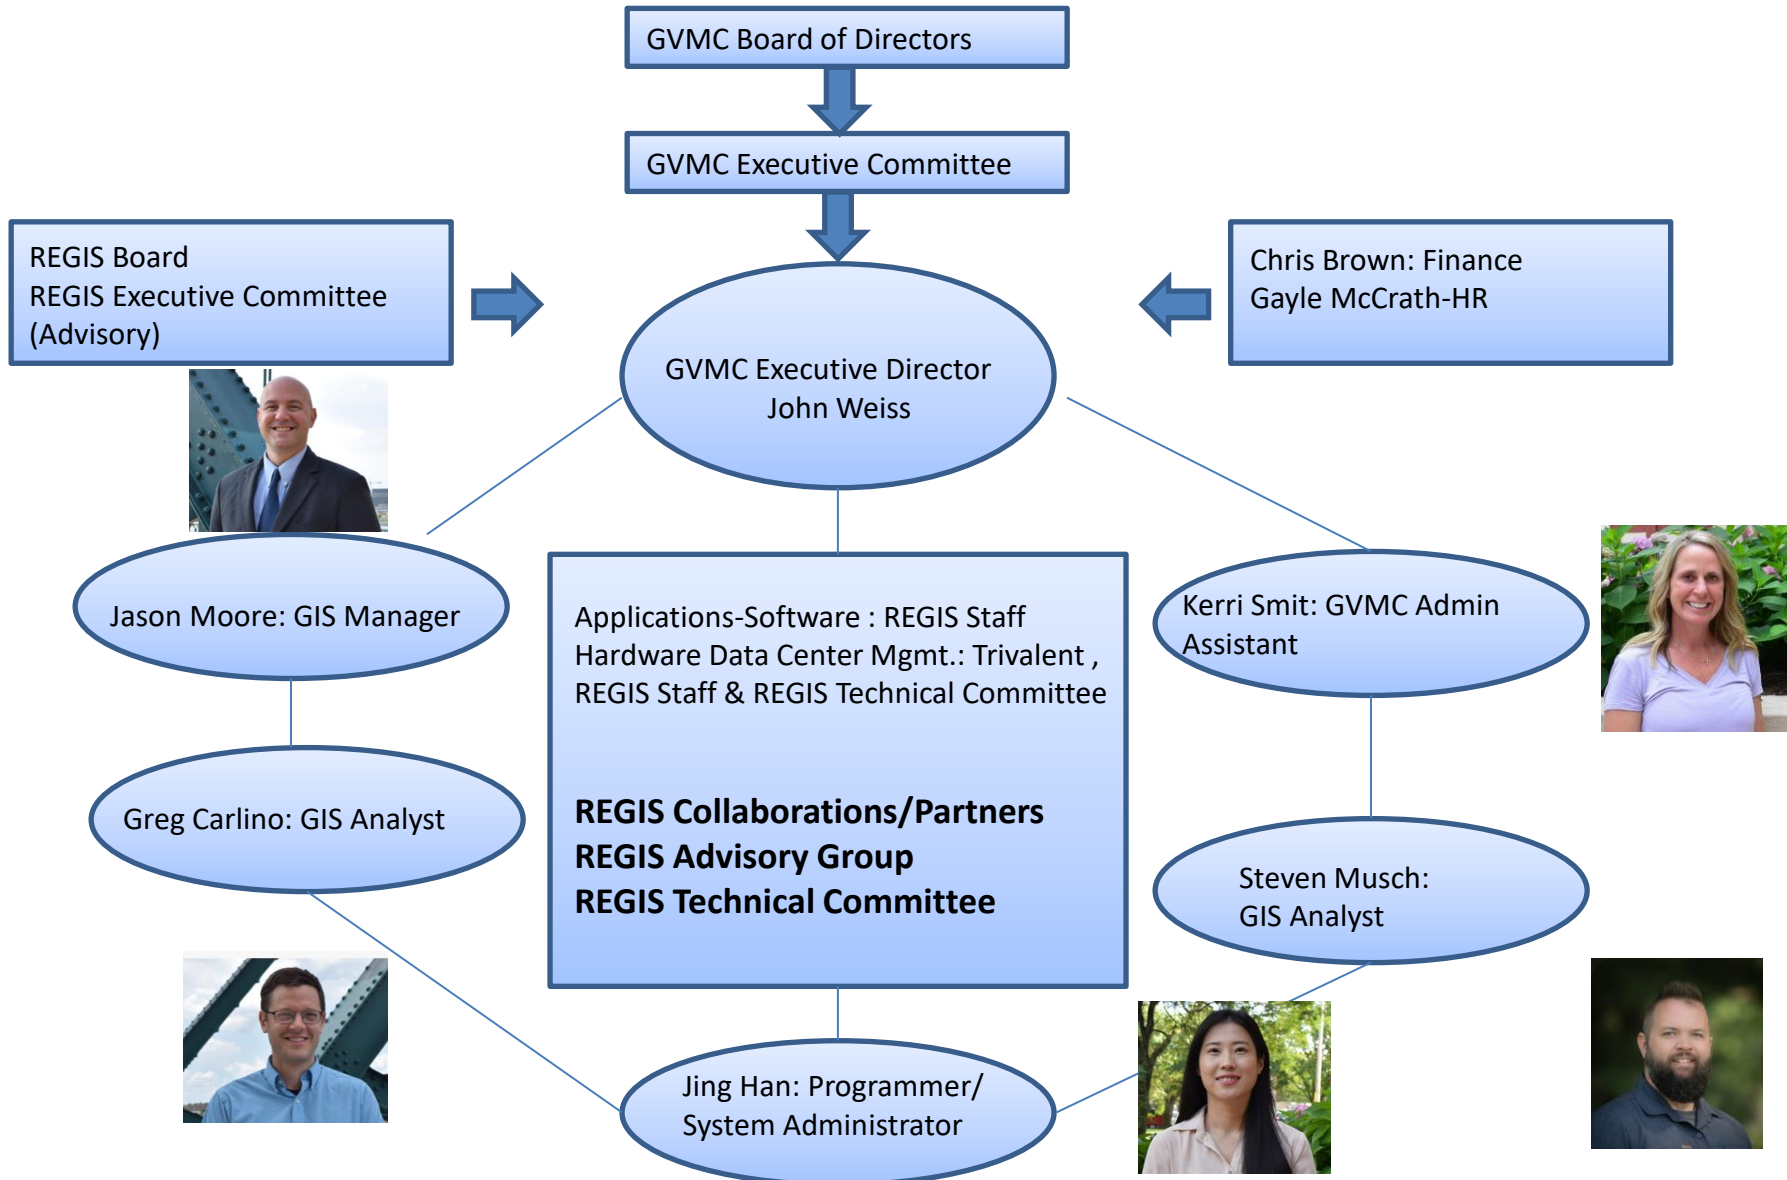 GVMC Board of Directors
GVMC Executive Committee
REGIS Board
REGIS Executive Committee
(Advisory)
Chris Brown: Finance
Gayle McCrath-HR
GVMC Executive Director
John Weiss
Jason Moore: GIS Manager
Applications-Software : REGIS Staff
Hardware Data Center Mgmt.: Trivalent ,
REGIS Staff & REGIS Technical Committee
REGIS Collaborations/Partners
REGIS Advisory Group
REGIS Technical Committee
Kerri Smit: GVMC Admin
Assistant
Greg Carlino: GIS Analyst
Steven Musch:
GIS Analyst
Jing Han: Programmer/
System Administrator